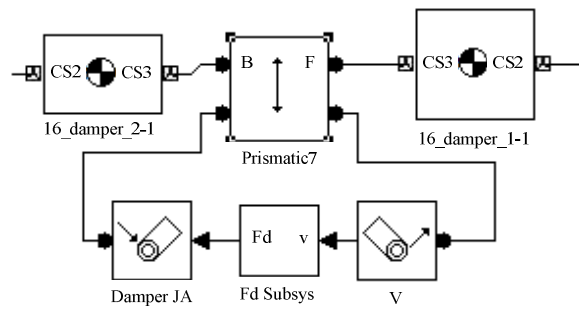 CS2 CS3
B F
CS3 CS2
16_damper_2-1
Prismatic7
16_damper_1-1
Fd v
Damper JA
Fd Subsys
V